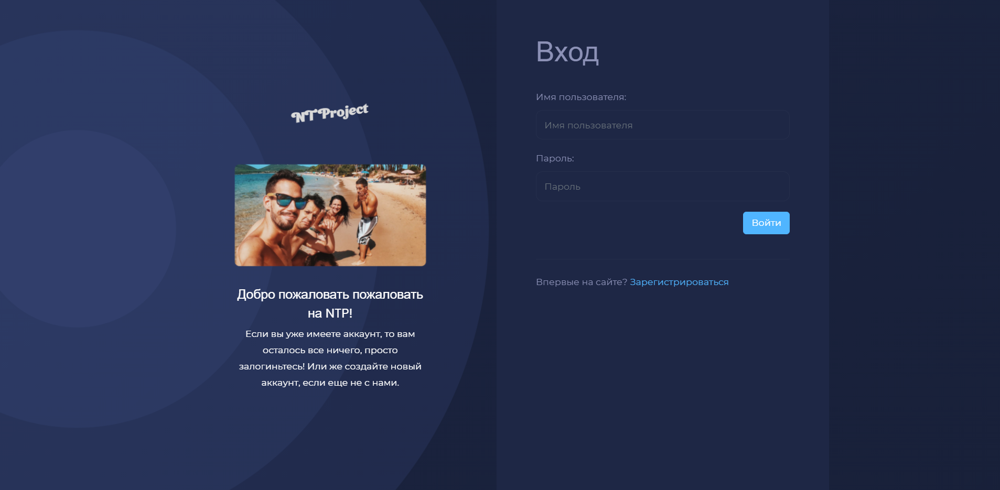 NT Project
Добро пожаловать пожаловать
на NTP!
Если вы уже имеете аккаунт, то вам
осталось все ничего, просто
залогиньтесь! Или же создайте новый
аккаунт, если еще не с нами.
Вход
Имя пользователя:
Имя пользователя
Пароль:
Пароль
Войти
Впервые на сайте? Зарегистрироваться